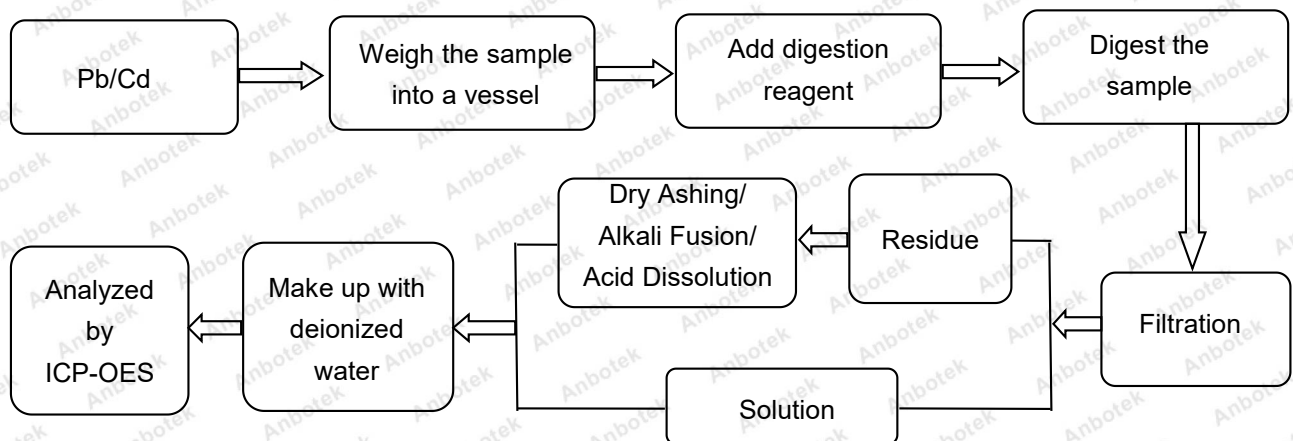 Pb/Cd
Weigh the sample
into a vessel
Add digestion
reagent
Digest the
sample
Filtration
Residue
Dry Ashing/
Alkali Fusion/
Acid Dissolution
Solution
Make up with
deionized
water
Analyzed
by
ICP-OES
Anbotek